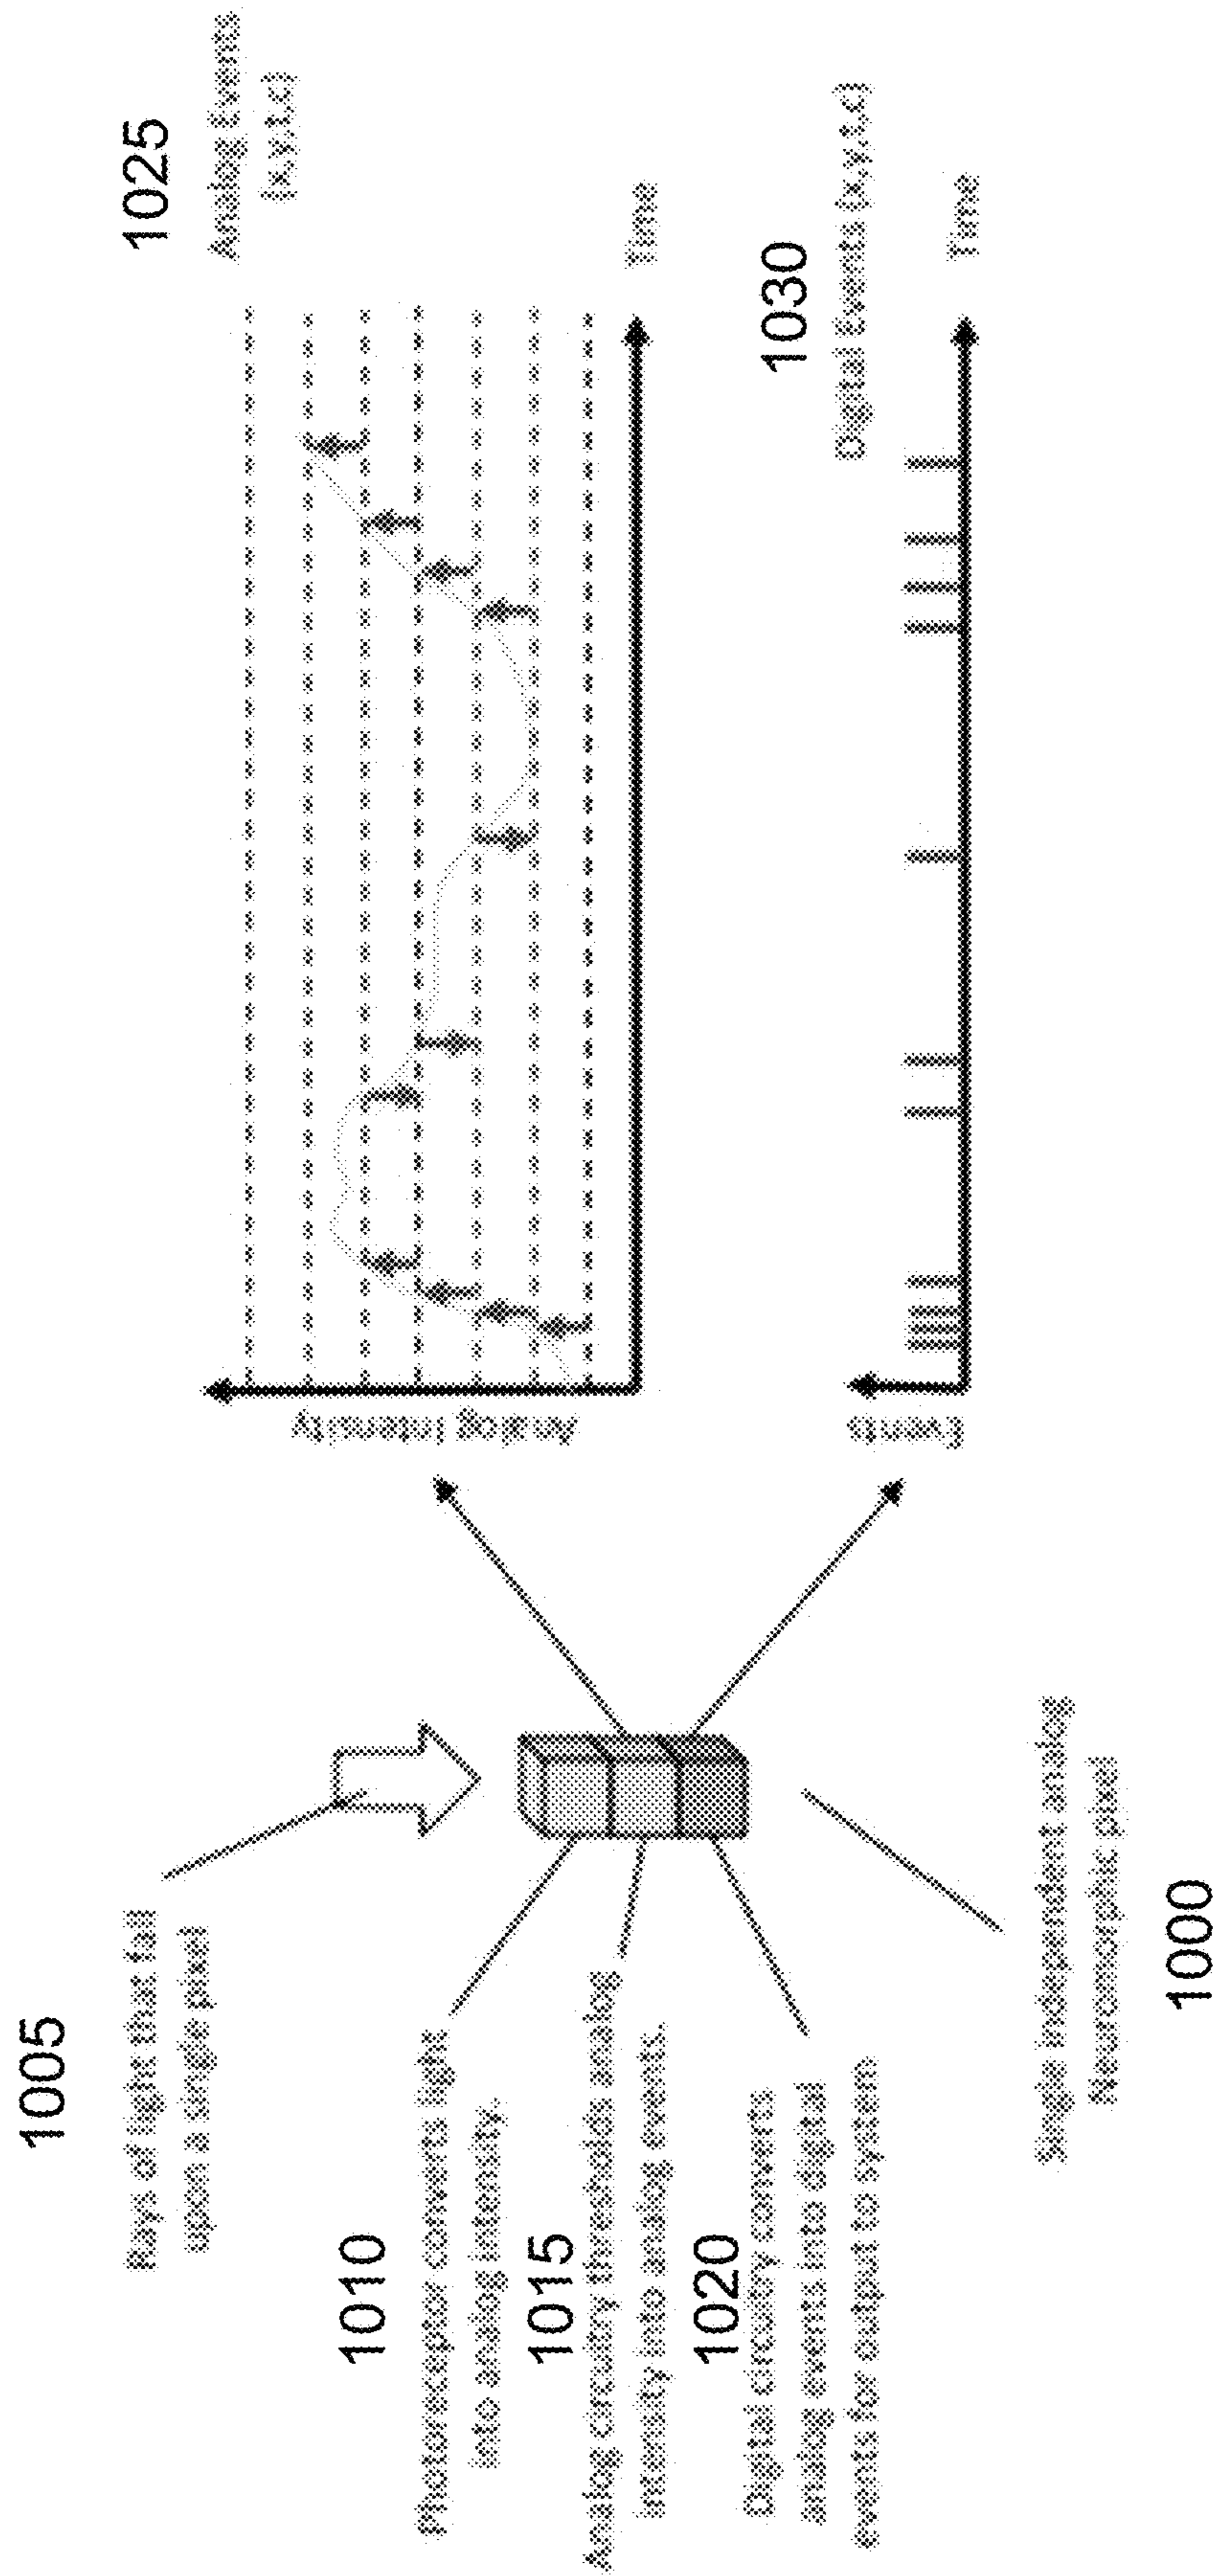 1005
Rays of light that fall
upon a single pixel
1010
Photoreceptor converts light
into analog intensity.
1015
Analog circuitry thresholds analog
intensity into analog events.
1020
Digital circuitry converts
analog events into digital
events for output to system
Single independent analog
Neuromorphic pixel
1000
1025
Analog Events
(x,y,t,c)
Analog Intensity
Time
1030
Digital Events (x,y,t,c)
Events
Time